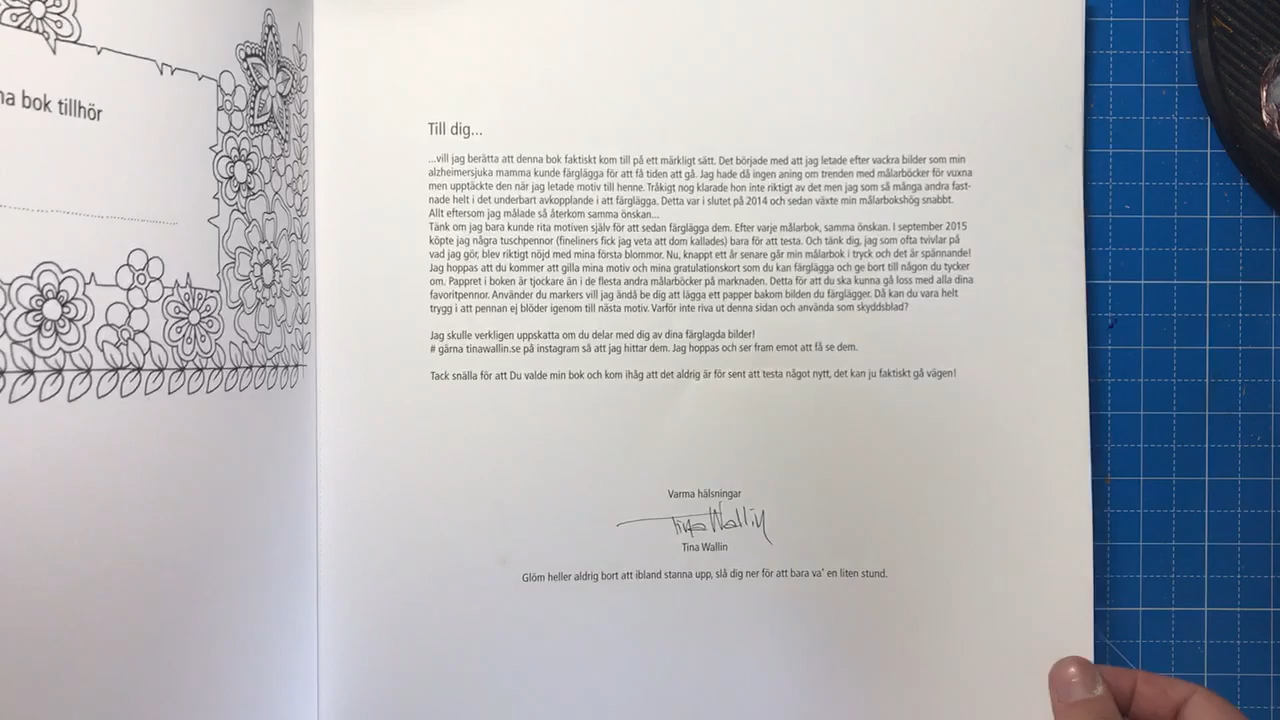 na bok tillhör
Till dig...
...vill jag berätta att denna bok faktiskt kom till på ett märkligt sätt. Det började med att jag letade efter vackra bilder som min
alzheimersjuka mamma kunde färglägga för att få tiden att gå. Jag hade då ingen aning om trenden med målarböcker för vuxna
men upptäckte den när jag letade motiv till henne. Tråkigt nog klarade hon inte riktigt av det men jag som så många andra fast-
nade helt i det underbart avkopplande i att färglägga. Detta var i slutet på 2014 och sedan växte min målarbokshög snabbt.
Allt eftersom jag målade så återkom samma önskan...
Tänk om jag bara kunde rita motiven själv för att sedan färglägga dem. Efter varje målarbok, samma önskan. I september 2015
köpte jag några tuschpennor (fineliners fick jag veta att dom kallades) bara för att testa. Och tänk dig, jag som ofta tvivlar på
vad jag gör, blev riktigt nöjd med mina första blommor. Nu, knappt ett år senare går min målarbok i tryck och det är spännande!
Jag hoppas att du kommer att gilla mina motiv och mina gratulationskort som du kan färglägga och ge bort till någon du tycker
om. Pappret i boken är tjockare än i de flesta andra målarböcker på marknaden. Detta för att du ska kunna gå loss med alla dina
favoritpennor. Använder du markers vill jag ändå be dig att lägga ett papper bakom bilden du färglägger. Då kan du vara helt
trygg i att pennan ej blöder igenom till nästa motiv. Varför inte riva ut denna sidan och använda som skyddsblad?
Jag skulle verkligen uppskatta om du delar med dig av dina färglagda bilder!
# gärna tinawallin.se på instagram så att jag hittar dem. Jag hoppas och ser fram emot att få se dem.
Tack snälla för att Du valde min bok och kom ihåg att det aldrig är för sent att testa något nytt, det kan ju faktiskt gå vägen!
Varma hälsningar
Tina Wallin
Tina Wallin
Glöm heller aldrig bort att ibland stanna upp, slå dig ner för att bara va' en liten stund.